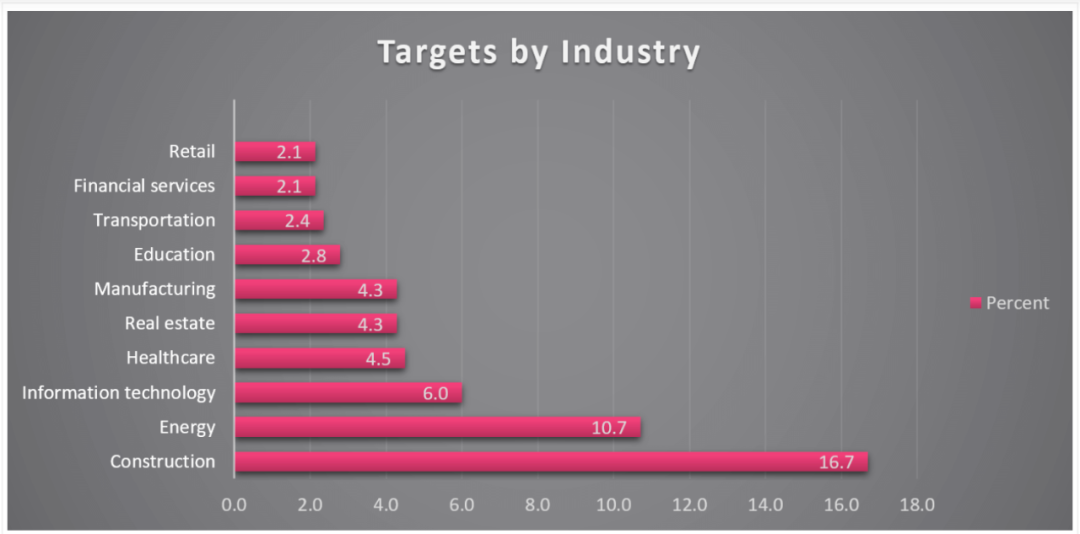 Targets by Industry
Retail 2.1
Financial services 2.1
Transportation 2.4
Education 2.8
Manufacturing 4.3
Real estate 4.3
Healthcare 4.5
Information technology 6.0
Energy 10.7
Construction 16.7
0.0 2.0 4.0 6.0 8.0 10.0 12.0 14.0 16.0 18.0
Percent